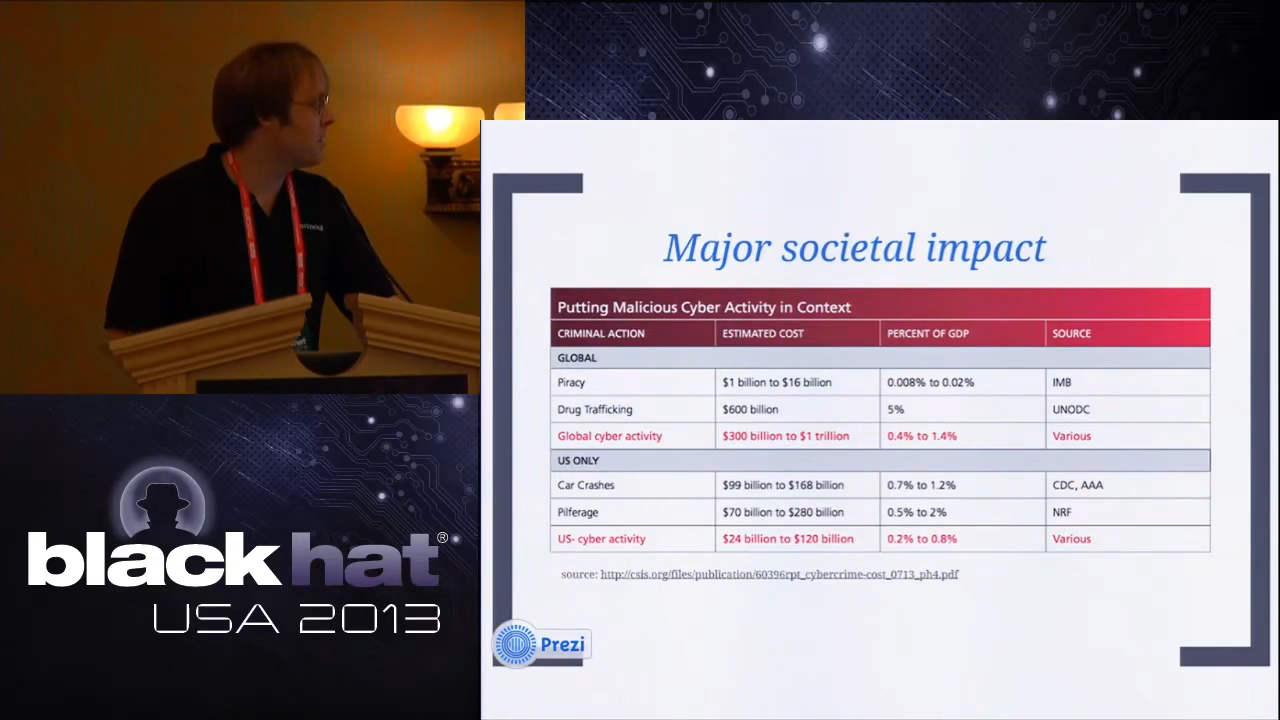 Major societal impact
Putting Malicious Cyber Activity in Context
CRIMINAL ACTION ESTIMATED COST PERCENT OF GDP SOURCE
GLOBAL
Piracy $1 billion to $16 billion 0.008% to 0.02% IMB
Drug Trafficking $600 billion 5% UNODC
Global cyber activity $300 billion to $1 trillion 0.4% to 1.4% Various
US ONLY
Car Crashes $99 billion to $168 billion 0.7% to 1.2% CDC, AAA
Pilferage $70 billion to $280 billion 0.5% to 2% NRF
US- cyber activity $24 billion to $120 billion 0.2% to 0.8% Various
source: http://csis.org/files/publication/60396rpt_cybercrime-cost_0713_ph4.pdf
Prezi
blackhat®
USA 2013